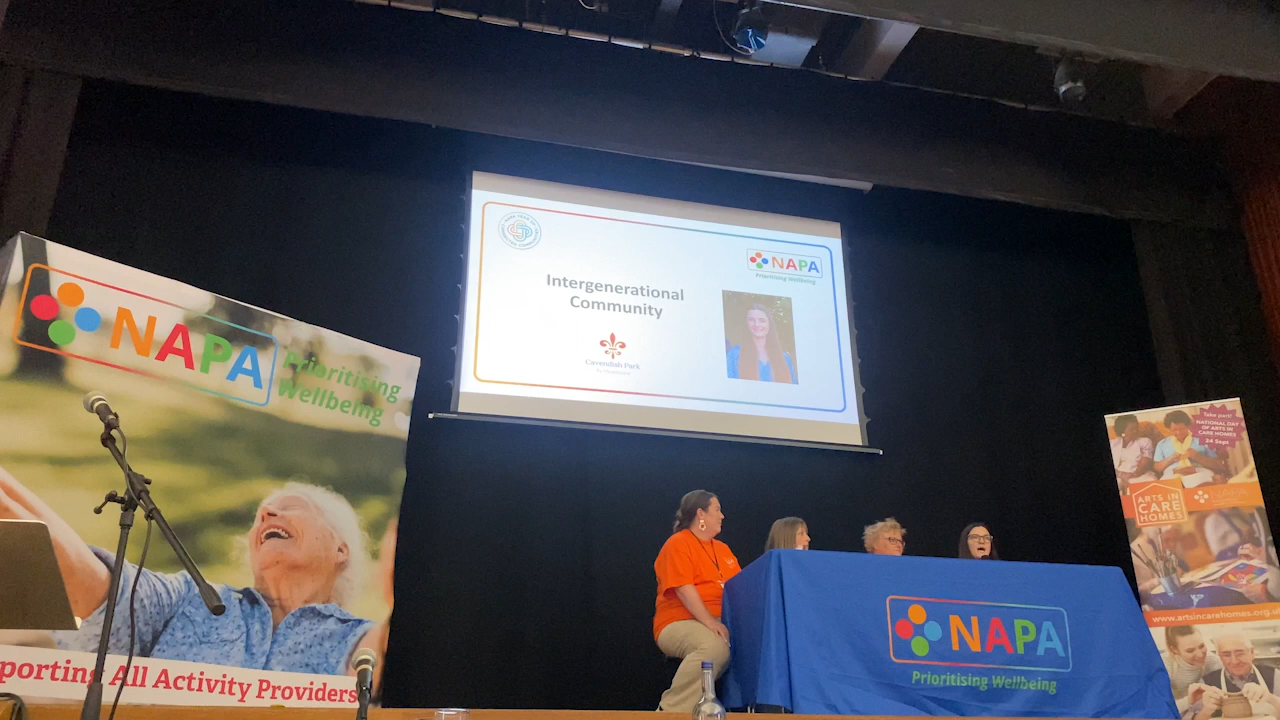 NAPA
Prioritising
Wellbeing
pporting All Activity Providers
NAPA
Prioritising Wellbeing
Intergenerational
Community
Cavendish Park
NAPA
Prioritising Wellbeing
Take part!
NATIONAL DAY
OF ARTS IN
CARE HOMES
24 Sept
ARTS IN
CARE
HOMES
www.artsincarehomes.org.u